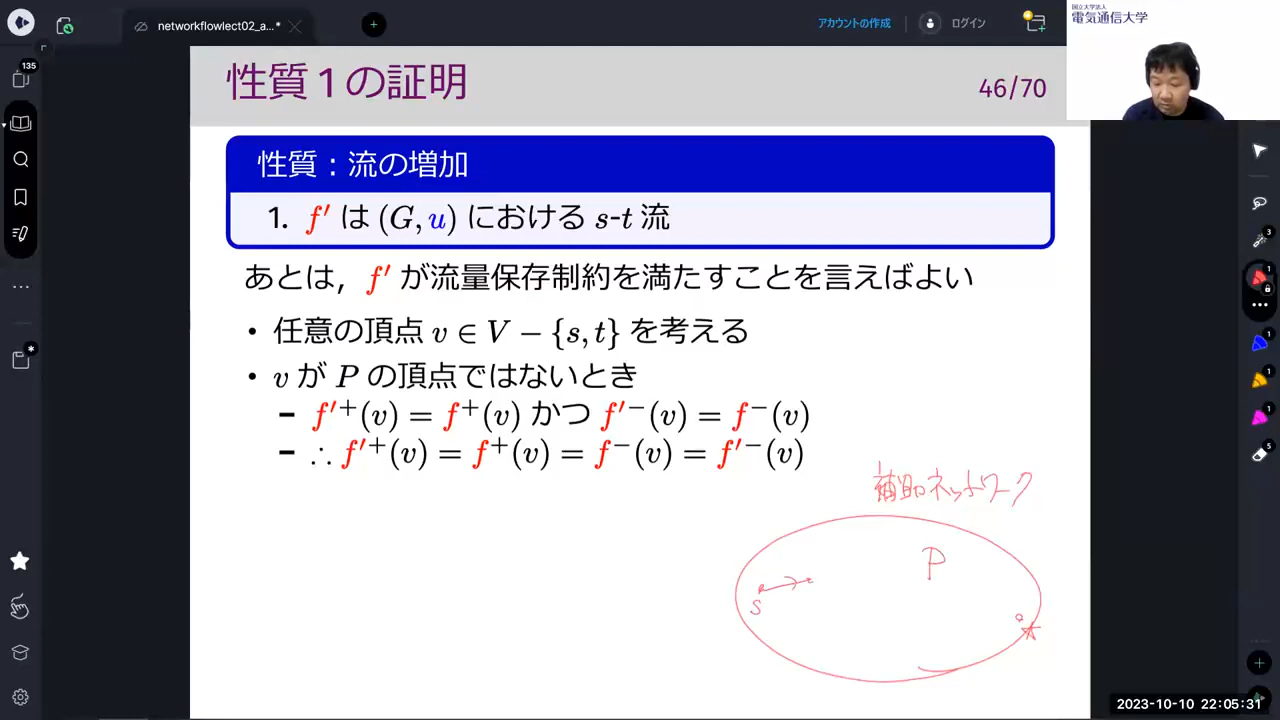 networkflowlect02_a...*
アカウントの作成
ログイン
国立大学法人
電気通信大学
135
性質1の証明
46/70
性質：流の増加
1. f′ は (G, u) における s-t 流
あとは，f′ が流量保存制約を満たすことを言えばよい
• 任意の頂点 v ∈ V − {s, t} を考える
• v が P の頂点ではないとき
– f′⁺(v) = f⁺(v) かつ f′⁻(v) = f⁻(v)
– ∴ f′⁺(v) = f⁺(v) = f⁻(v) = f′⁻(v)
補助ネットワーク
P
s
t
3
1
1
1
1
5
2023-10-10 22:05:31